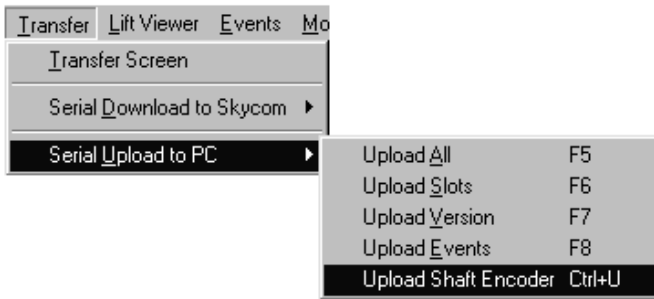 Transfer Lift Viewer Events Mo
Transfer Screen
Serial Download to Skycom
Serial Upload to PC
Upload All F5
Upload Slots F6
Upload Version F7
Upload Events F8
Upload Shaft Encoder Ctrl+U